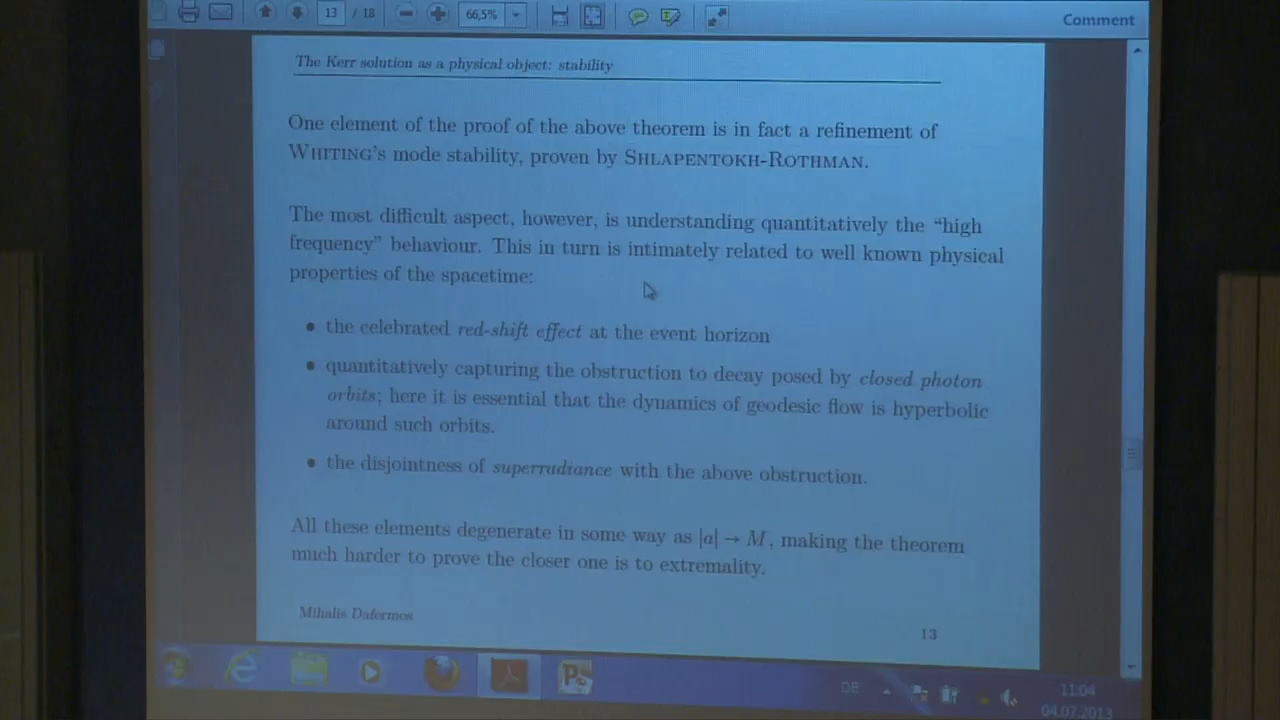 13 / 18
66,5%
Comment
The Kerr solution as a physical object: stability
One element of the proof of the above theorem is in fact a refinement of
WHITING's mode stability, proven by SHLAPENTOKH-ROTHMAN.
The most difficult aspect, however, is understanding quantitatively the “high
frequency” behaviour. This in turn is intimately related to well known physical
properties of the spacetime:
• the celebrated red-shift effect at the event horizon
• quantitatively capturing the obstruction to decay posed by closed photon
orbits; here it is essential that the dynamics of geodesic flow is hyperbolic
around such orbits.
• the disjointness of superradiance with the above obstruction.
All these elements degenerate in some way as |a| → M, making the theorem
much harder to prove the closer one is to extremality.
Mihalis Dafermos
13
DE
11:04
04.07.2013